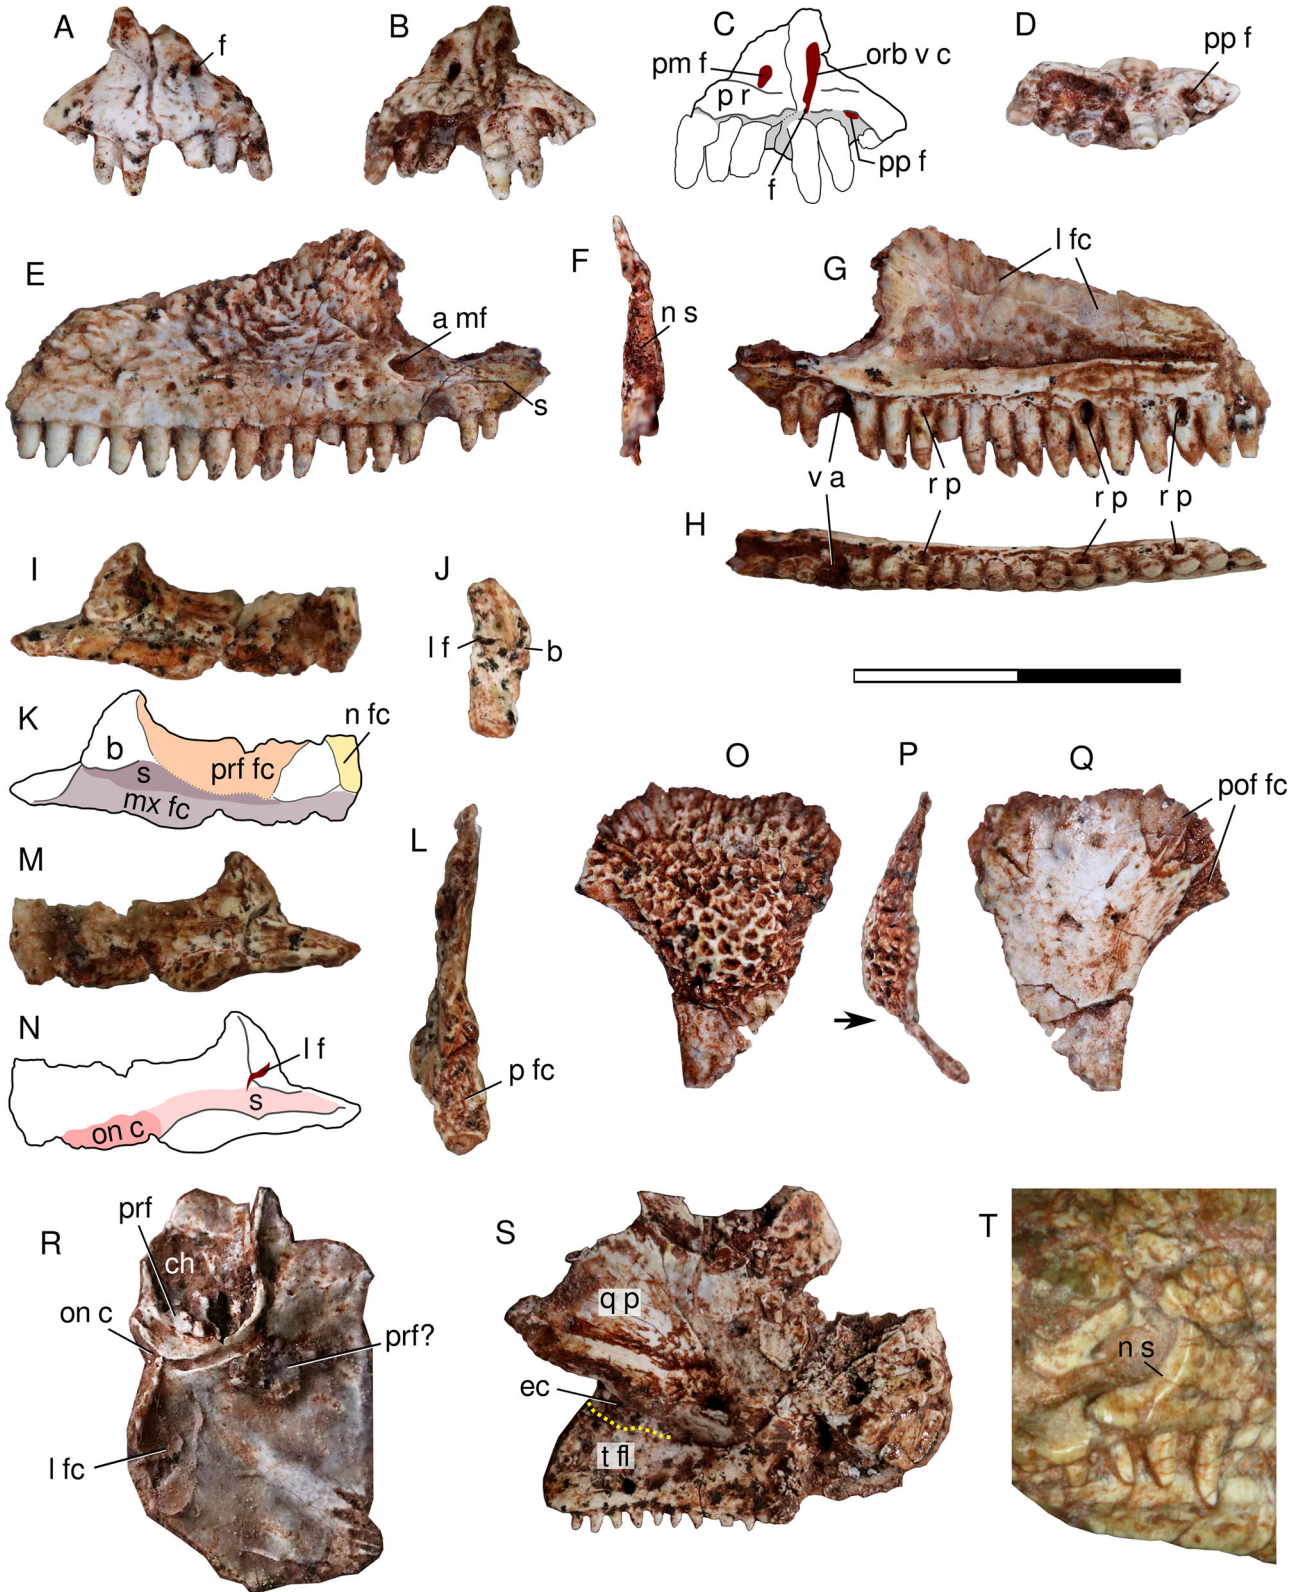 A
f
B
C
pm f
orb v c
p r
f
pp f
D
pp f
E
a mf
s
F
n s
G
l fc
v a
r p
r p
r p
H
I
J
l f
b
K
n fc
b
s
prf fc
mx fc
L
p fc
M
N
l f
s
on c
O
P
Q
pof fc
R
prf
ch
on c
prf?
l fc
S
q p
ec
t fl
T
n s